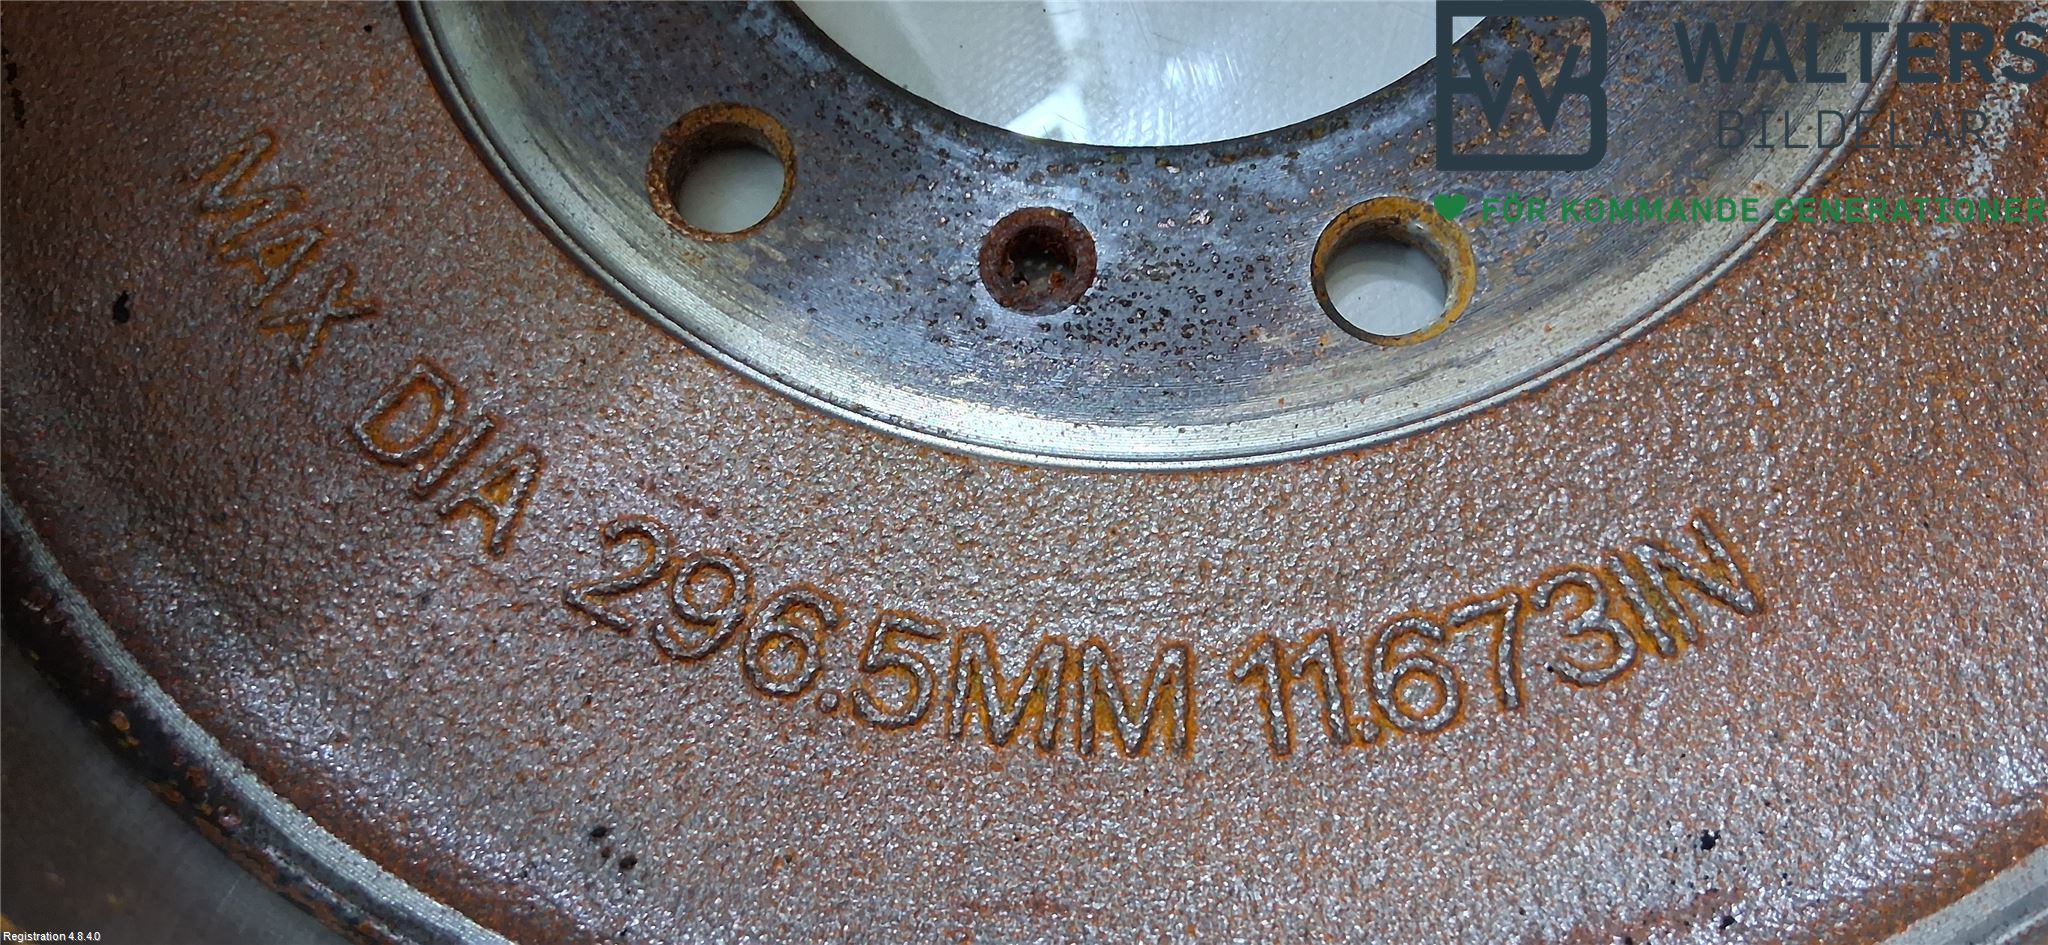 WALTERS
BILDELAR
FÖR KOMMANDE GENERATIONER
MAX DIA 296.5MM 11.673IN
Registration 4.8.4.0